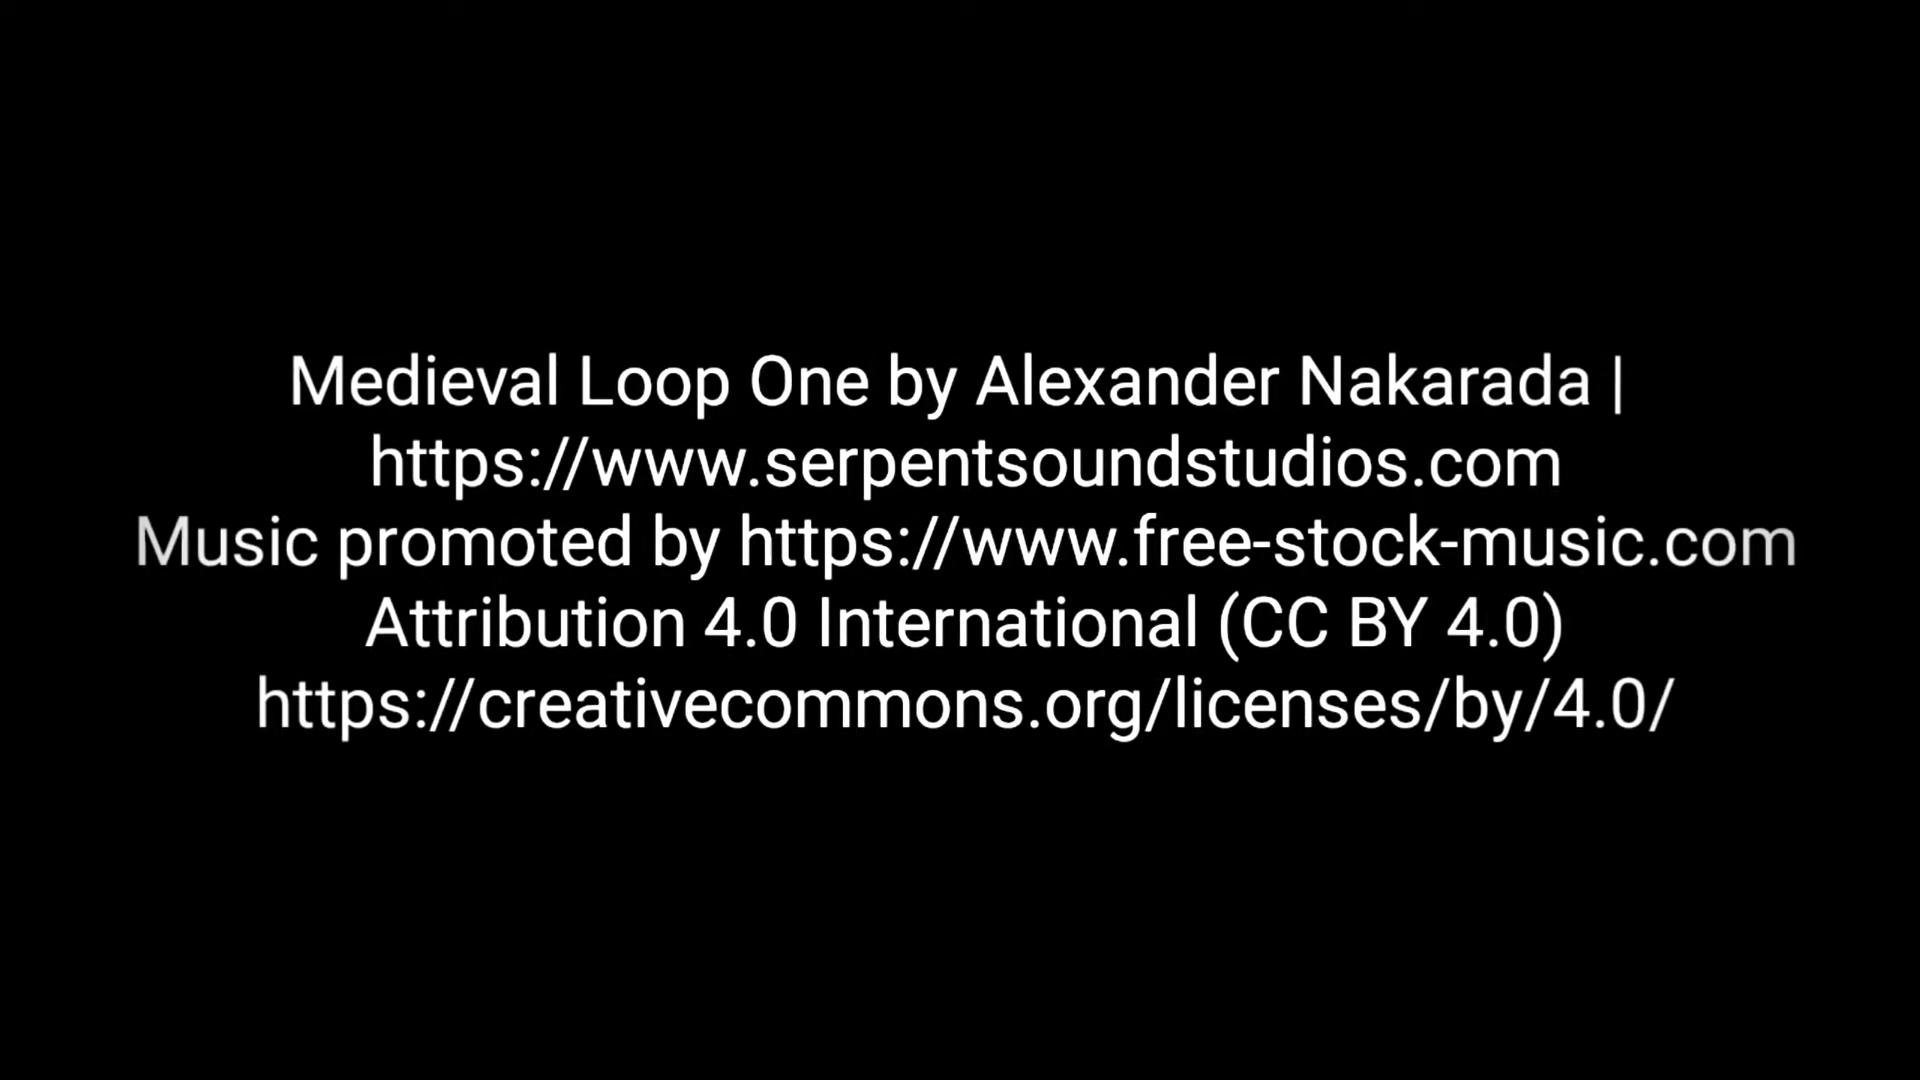 Medieval Loop One by Alexander Nakarada |
https://www.serpentsoundstudios.com
Music promoted by https://www.free-stock-music.com
Attribution 4.0 International (CC BY 4.0)
https://creativecommons.org/licenses/by/4.0/